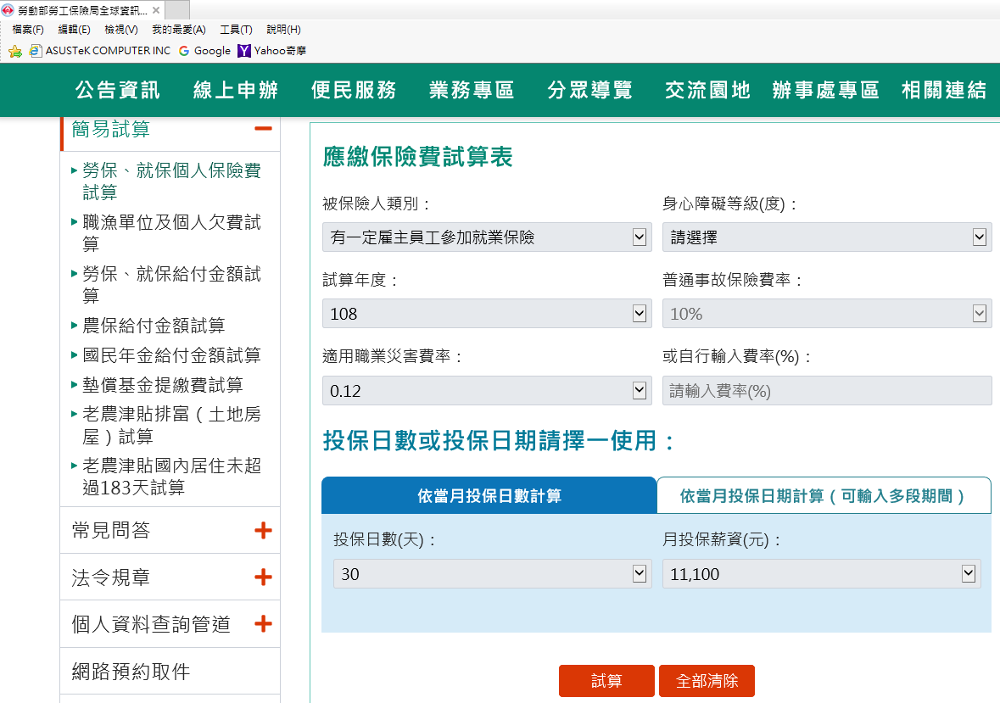 勞動部勞工保險局全球資訊...
檔案(F) 編輯(E) 檢視(V) 我的最愛(A) 工具(T) 說明(H)
ASUSTeK COMPUTER INC Google Yahoo奇摩
公告資訊 線上申辦 便民服務 業務專區 分眾導覽 交流園地 辦事處專區 相關連結
簡易試算
勞保、就保個人保險費
試算
職漁單位及個人欠費試
算
勞保、就保給付金額試
算
農保給付金額試算
國民年金給付金額試算
墊償基金提繳費試算
老農津貼排富（土地房
屋）試算
老農津貼國內居住未超
過183天試算
常見問答
法令規章
個人資料查詢管道
網路預約取件
應繳保險費試算表
被保險人類別：
身心障礙等級(度)：
有一定雇主員工參加就業保險
請選擇
試算年度：
普通事故保險費率：
108
10%
適用職業災害費率：
或自行輸入費率(%)：
0.12
請輸入費率(%)
投保日數或投保日期請擇一使用：
依當月投保日數計算
依當月投保日期計算（可輸入多段期間）
投保日數(天)：
月投保薪資(元)：
30
11,100
試算
全部清除